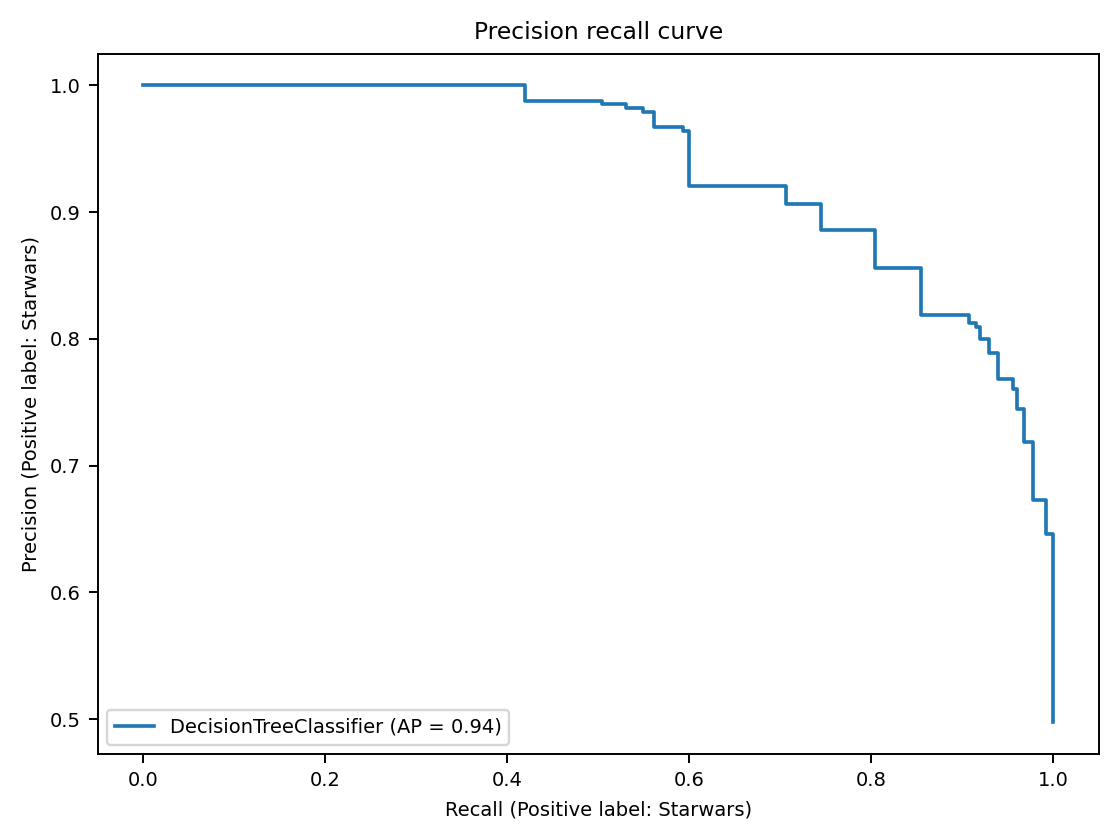 Precision recall curve
Precision (Positive label: Starwars)
1.0
0.9
0.8
0.7
0.6
0.5
DecisionTreeClassifier (AP = 0.94)
0.0 0.2 0.4 0.6 0.8 1.0
Recall (Positive label: Starwars)